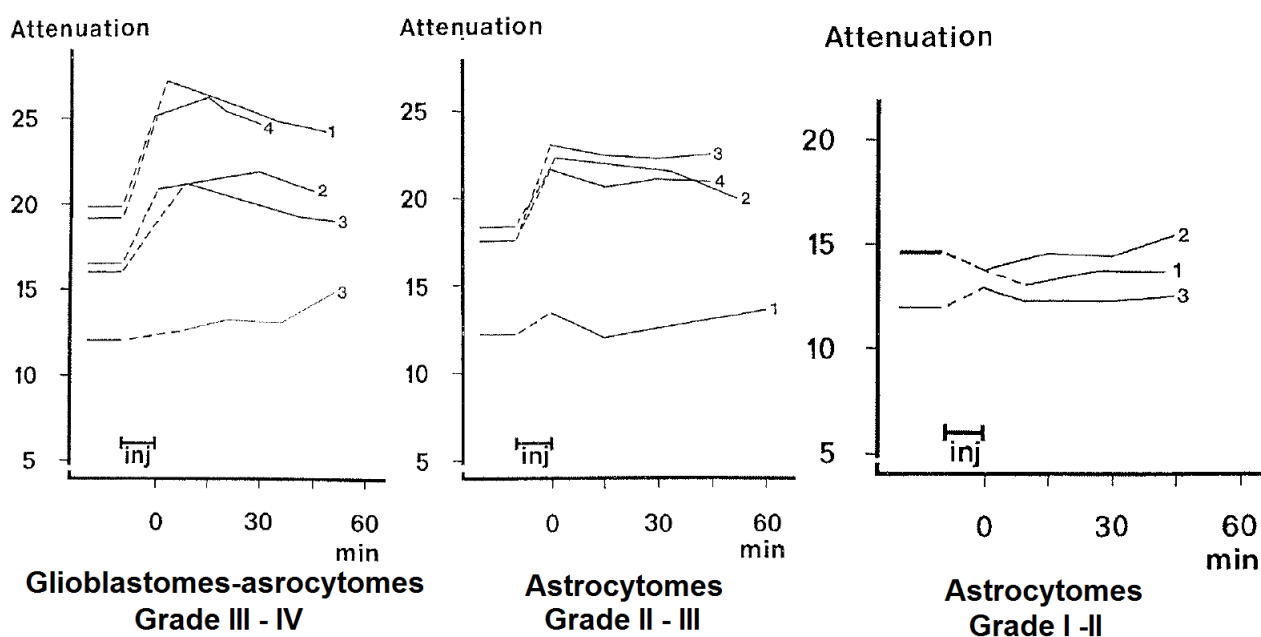 Attenuation
25
20
15
10
5
1
4
2
3
3
inj
0 30 60
min
Glioblastomes-asrocytomes
Grade III - IV
Attenuation
25
20
15
10
5
3
4
2
1
inj
0 30 60
min
Astrocytomes
Grade II - III
Attenuation
20
15
10
5
2
1
3
inj
0 30 60
min
Astrocytomes
Grade I -II